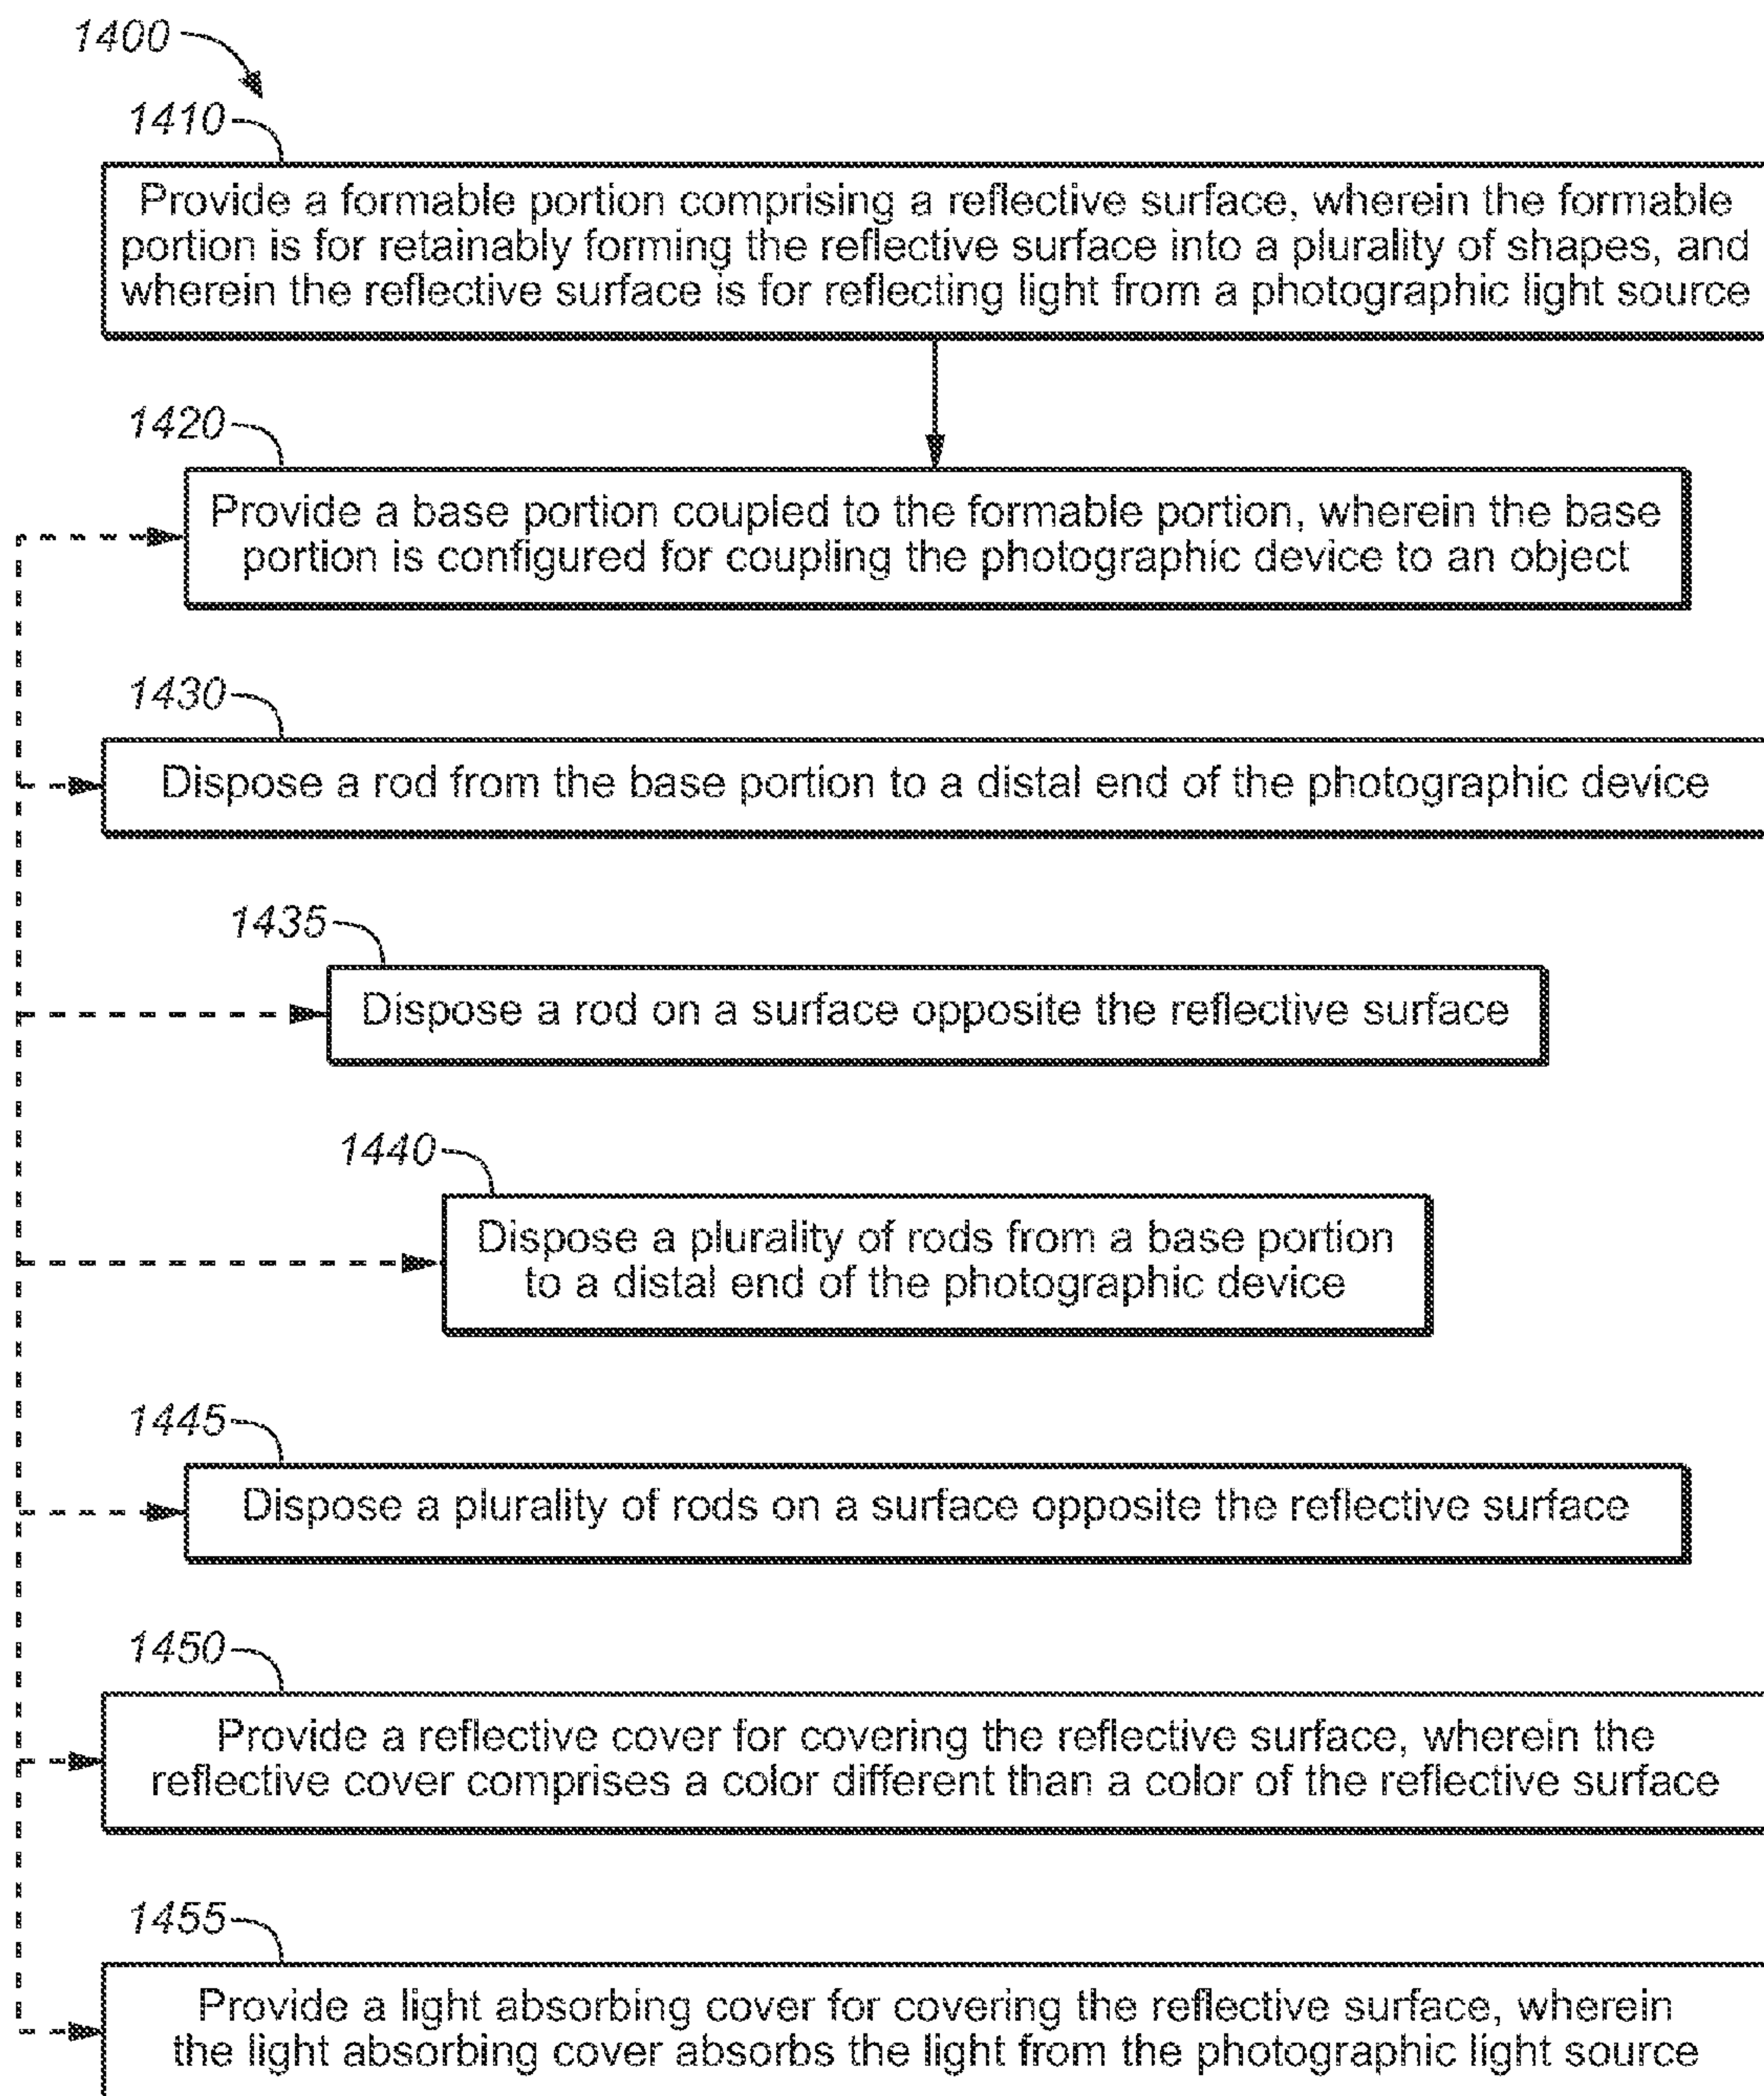 1400
1410
Provide a formable portion comprising a reflective surface, wherein the formable
portion is for retainably forming the reflective surface into a plurality of shapes, and
wherein the reflective surface is for reflecting light from a photographic light source
1420
Provide a base portion coupled to the formable portion, wherein the base
portion is configured for coupling the photographic device to an object
1430
Dispose a rod from the base portion to a distal end of the photographic device
1435
Dispose a rod on a surface opposite the reflective surface
1440
Dispose a plurality of rods from a base portion
to a distal end of the photographic device
1445
Dispose a plurality of rods on a surface opposite the reflective surface
1450
Provide a reflective cover for covering the reflective surface, wherein the
reflective cover comprises a color different than a color of the reflective surface
1455
Provide a light absorbing cover for covering the reflective surface, wherein
the light absorbing cover absorbs the light from the photographic light source